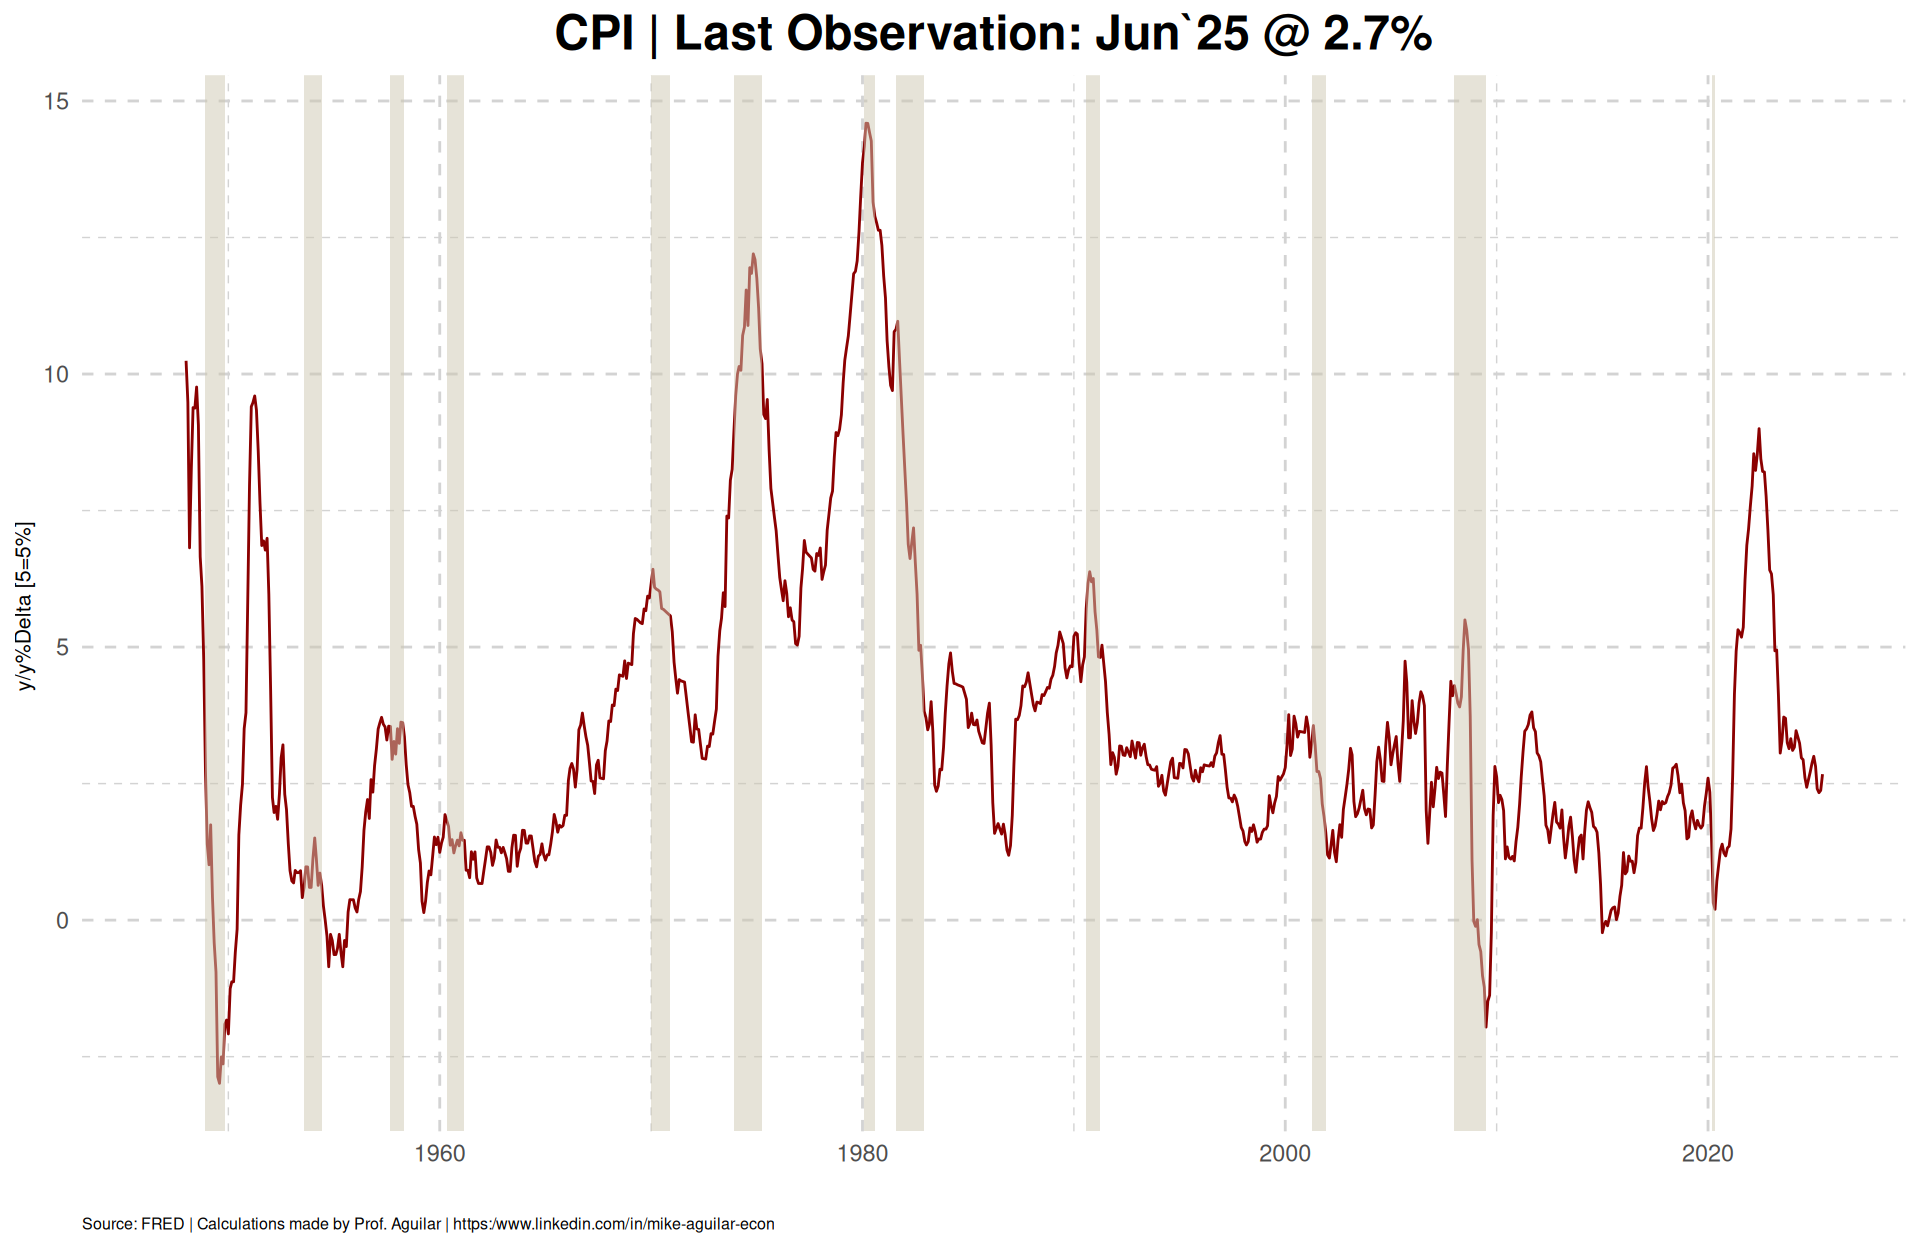 CPI | Last Observation: Jun`25 @ 2.7%
y/y%Delta [5=5%]
15
10
5
0
1960
1980
2000
2020
Source: FRED | Calculations made by Prof. Aguilar | https:/www.linkedin.com/in/mike-aguilar-econ